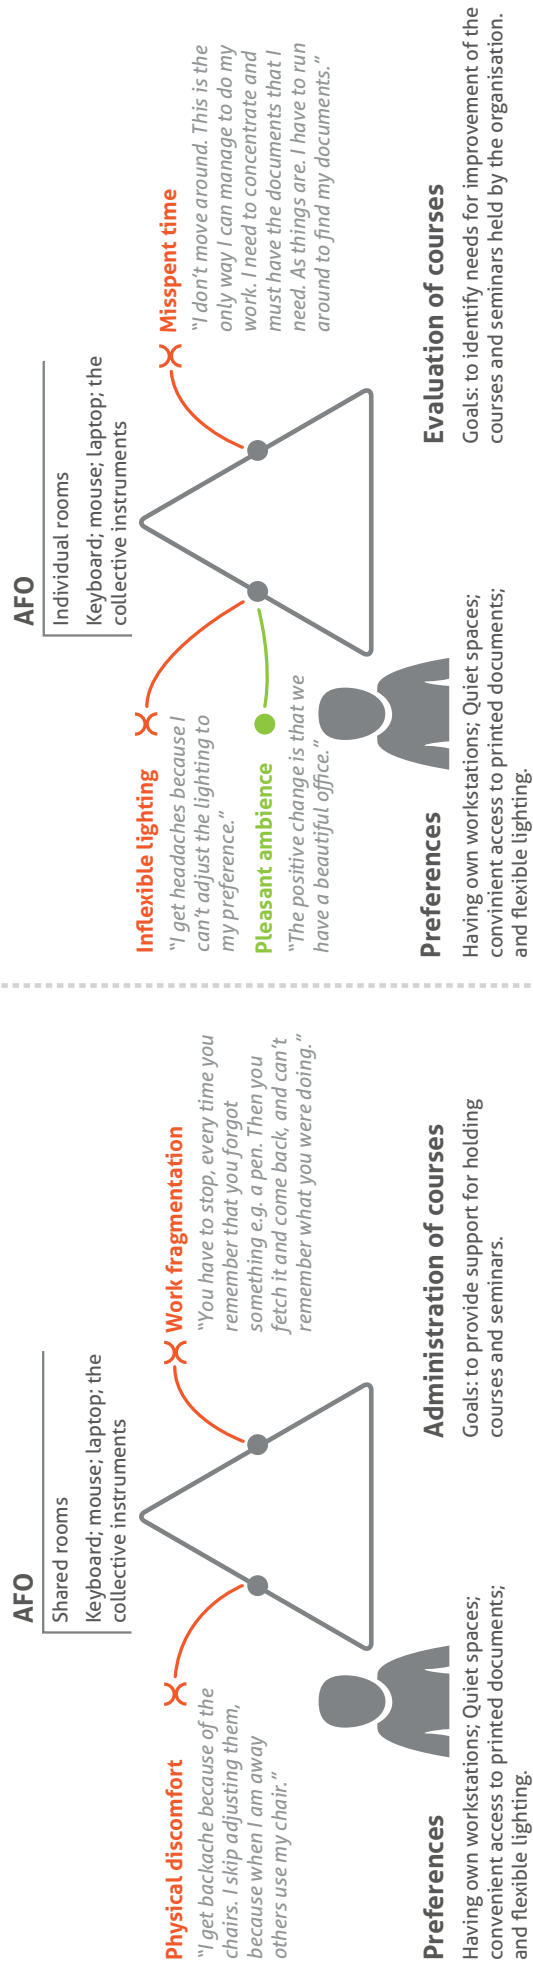 AFO
Shared rooms
Keyboard; mouse; laptop; the
collective instruments
Physical discomfort
“I get backache because of the
chairs. I skip adjusting them,
because when I am away
others use my chair.”
Work fragmentation
“You have to stop, every time you
remember that you forgot
something e.g. a pen. Then you
fetch it and come back, and can’t
remember what you were doing.”
Preferences
Having own workstations; Quiet spaces;
convenient access to printed documents;
and flexible lighting.
Administration of courses
Goals: to provide support for holding
courses and seminars.
AFO
Individual rooms
Keyboard; mouse; laptop; the
collective instruments
Inflexible lighting
“I get headaches because I
can’t adjust the lighting to
my preference.”
Pleasant ambience
“The positive change is that we
have a beautiful office.”
Misspent time
“I don’t move around. This is the
only way I can manage to do my
work. I need to concentrate and
must have the documents that I
need. As things are. I have to run
around to find my documents.”
Preferences
Having own workstations; Quiet spaces;
convinient access to printed documents;
and flexible lighting.
Evaluation of courses
Goals: to identify needs for improvement of the
courses and seminars held by the organisation.